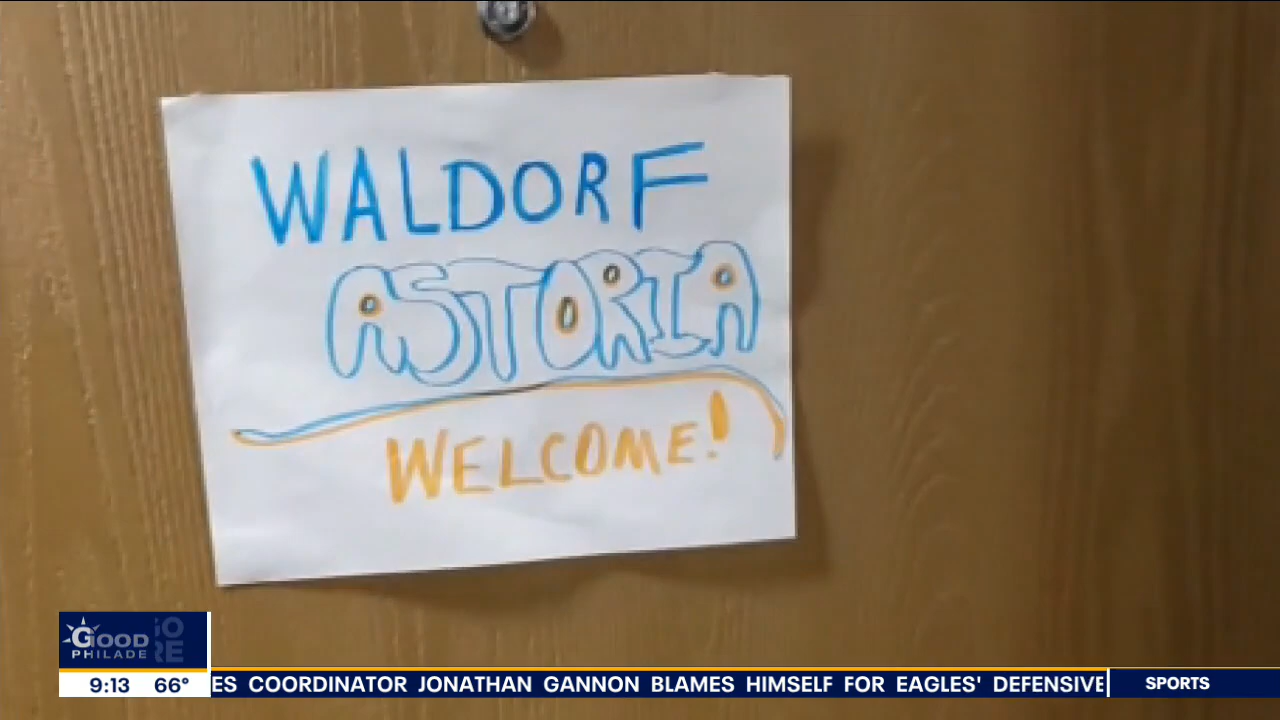 WALDORF
ASTORIA
WELCOME!
GOOD
PHILADE
9:13 66° ES COORDINATOR JONATHAN GANNON BLAMES HIMSELF FOR EAGLES' DEFENSIVE SPORTS